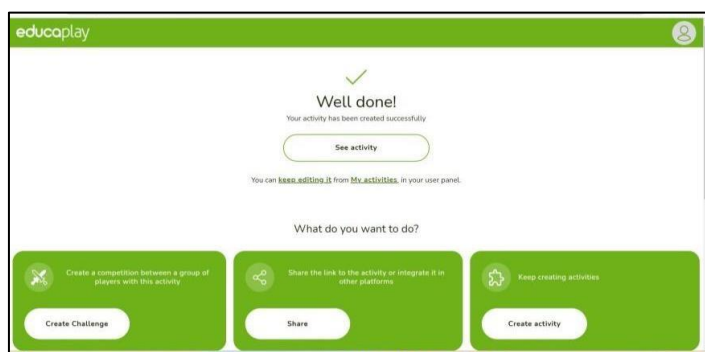 educaplay
Well done!
Your activity has been created successfully
See activity
You can keep editing it from My activities, in your user panel.
What do you want to do?
Create a competition between a group of
players with this activity
Create Challenge
Share the link to the activity or integrate it in
other platforms
Share
Keep creating activities
Create activity